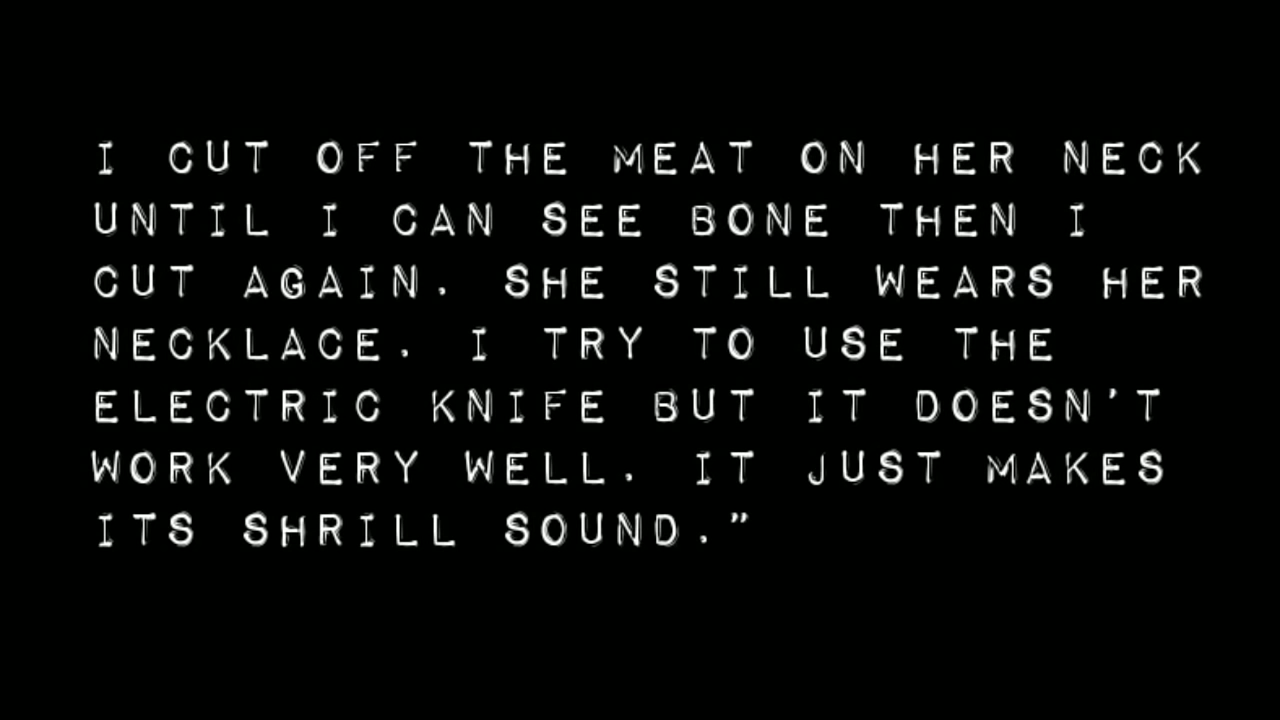 I CUT OFF THE MEAT ON HER NECK
UNTIL I CAN SEE BONE THEN I
CUT AGAIN. SHE STILL WEARS HER
NECKLACE. I TRY TO USE THE
ELECTRIC KNIFE BUT IT DOESN'T
WORK VERY WELL. IT JUST MAKES
ITS SHRILL SOUND.”